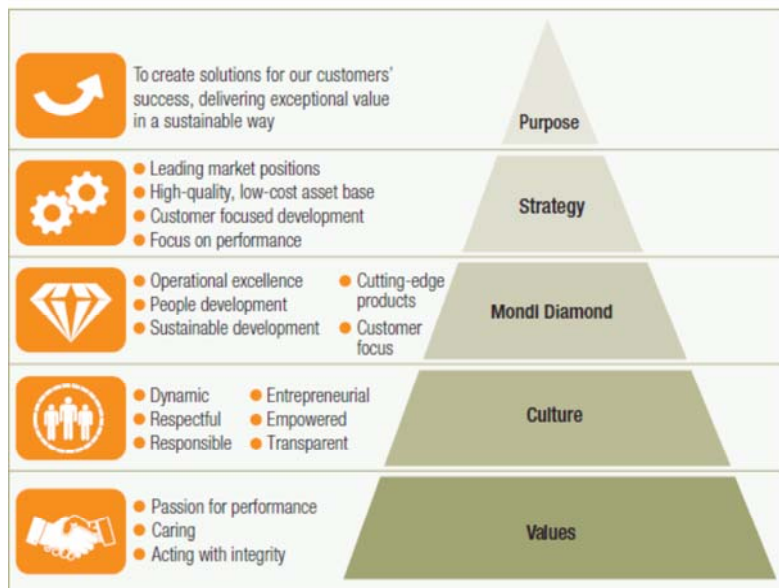 To create solutions for our customers'
success, delivering exceptional value
in a sustainable way
Purpose
Leading market positions
High-quality, low-cost asset base
Customer focused development
Focus on performance
Strategy
Operational excellence
People development
Sustainable development
Cutting-edge
products
Customer
focus
Mondi Diamond
Dynamic
Respectful
Responsible
Entrepreneurial
Empowered
Transparent
Culture
Passion for performance
Caring
Acting with integrity
Values